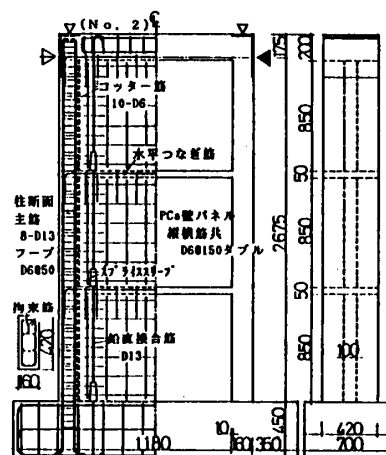 (No. 2)
℄
コッター筋
10-D6
水平つなぎ筋
柱断面
主筋
8-D13
フープ
D6@50
PCa壁パネル
縦横筋共
D6@150ダブル
スプライススリーブ
拘束筋
鉛直接合筋
D13
420
160
10
1180
160
350
175
2675
450
200
850
50
850
50
850
100
420
700